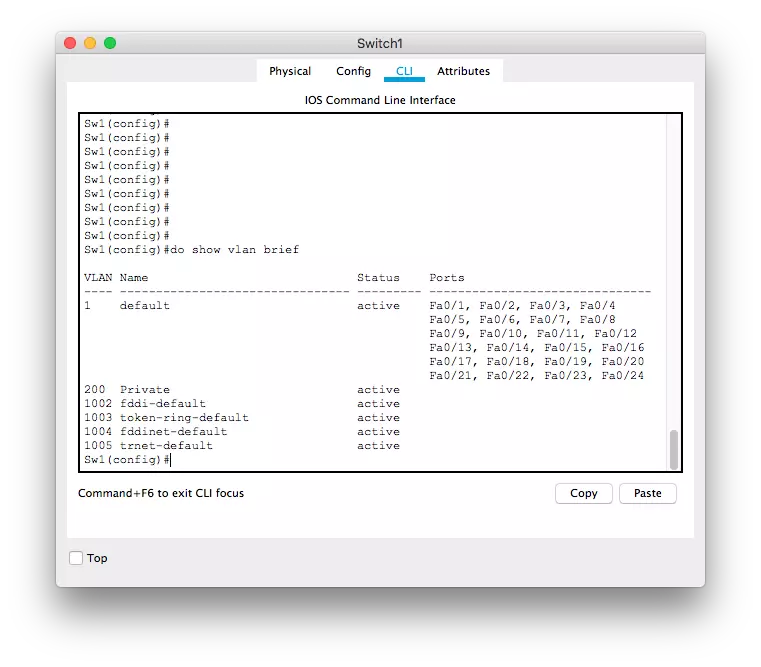 Switch1
Physical Config CLI Attributes
IOS Command Line Interface
Sw1(config)#
Sw1(config)#
Sw1(config)#
Sw1(config)#
Sw1(config)#
Sw1(config)#
Sw1(config)#
Sw1(config)#
Sw1(config)#
Sw1(config)#do show vlan brief
VLAN Name                             Status    Ports
---- -------------------------------- --------- -------------------------------
1    default                          active    Fa0/1, Fa0/2, Fa0/3, Fa0/4
                                                Fa0/5, Fa0/6, Fa0/7, Fa0/8
                                                Fa0/9, Fa0/10, Fa0/11, Fa0/12
                                                Fa0/13, Fa0/14, Fa0/15, Fa0/16
                                                Fa0/17, Fa0/18, Fa0/19, Fa0/20
                                                Fa0/21, Fa0/22, Fa0/23, Fa0/24
200  Private                          active
1002 fddi-default                     active
1003 token-ring-default               active
1004 fddinet-default                  active
1005 trnet-default                    active
Sw1(config)#
Command+F6 to exit CLI focus Copy Paste
Top